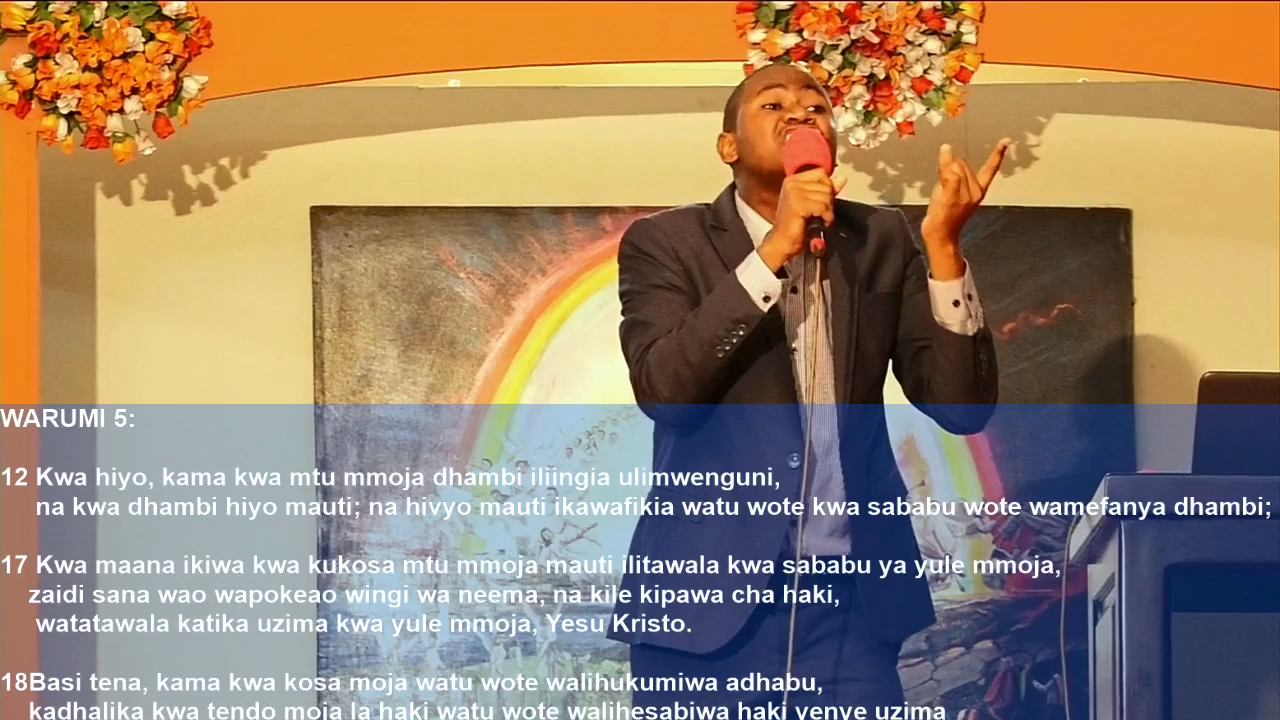 WARUMI 5:
12 Kwa hiyo, kama kwa mtu mmoja dhambi iliingia ulimwenguni,
na kwa dhambi hiyo mauti; na hivyo mauti ikawafikia watu wote kwa sababu wote wamefanya dhambi;
17 Kwa maana ikiwa kwa kukosa mtu mmoja mauti ilitawala kwa sababu ya yule mmoja,
zaidi sana wao wapokeao wingi wa neema, na kile kipawa cha haki,
watatawala katika uzima kwa yule mmoja, Yesu Kristo.
18Basi tena, kama kwa kosa moja watu wote walihukumiwa adhabu,
kadhalika kwa tendo moja la haki watu wote walihesabiwa haki yenye uzima